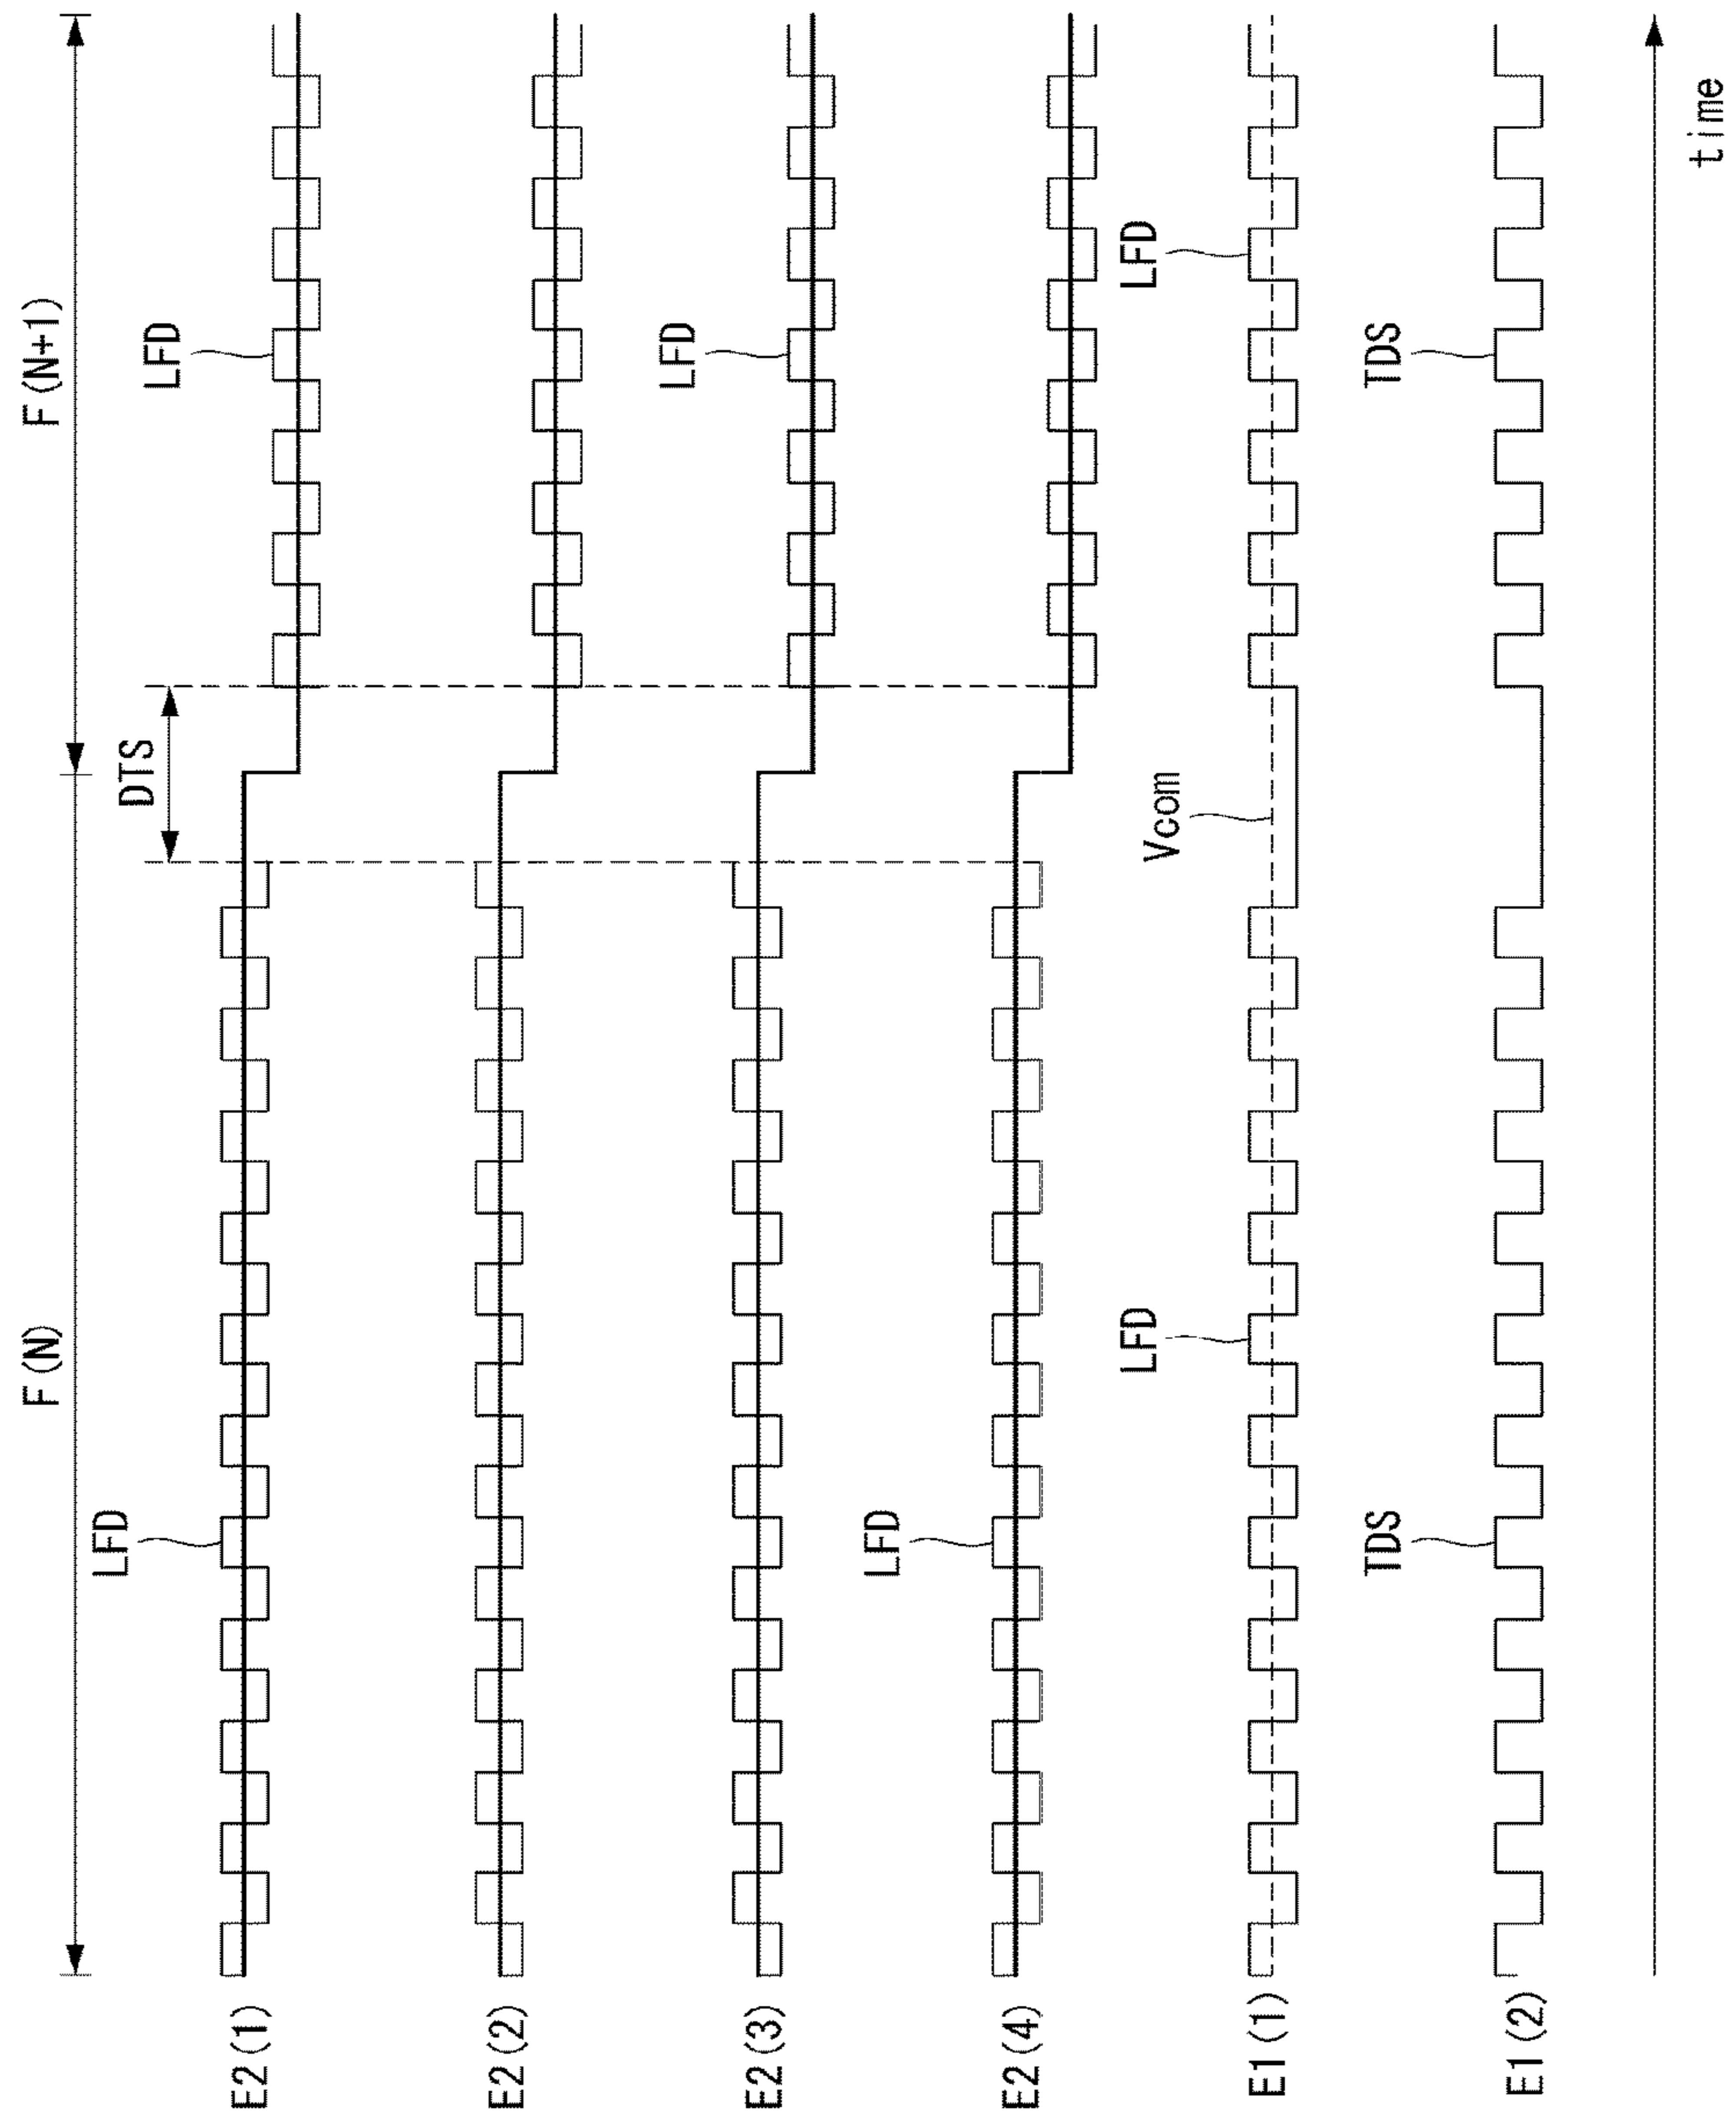 F(N)
F(N+1)
DTS
LFD
LFD
E2(1)
E2(2)
LFD
E2(3)
LFD
E2(4)
LFD
Vcom
LFD
E1(1)
TDS
TDS
E1(2)
time